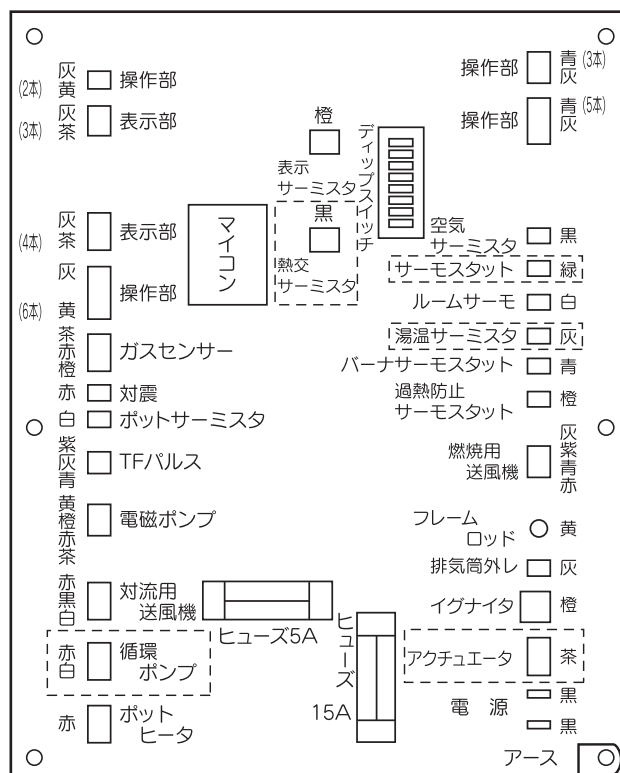 灰黄
(2本)
操作部
灰茶
(3本)
表示部
灰茶
(4本)
表示部
灰
黄
(6本)
操作部
茶赤橙
ガスセンサー
赤
対震
白
ポットサーミスタ
紫灰青
TFパルス
黄橙赤茶
電磁ポンプ
赤黒白
対流用
送風機
赤白
循環
ポンプ
赤
ポット
ヒータ
橙
表示
サーミスタ
黒
熱交
サーミスタ
マイコン
ディップスイッチ
ヒューズ5A
ヒューズ
15A
操作部
青灰
(3本)
操作部
青灰
(5本)
空気
サーミスタ
黒
サーモスタット
緑
ルームサーモ
白
湯温サーミスタ
灰
バーナサーモスタット
青
過熱防止
サーモスタット
橙
燃焼用
送風機
灰紫青赤
フレーム
ロッド
黄
排気筒外レ
灰
イグナイタ
橙
アクチュエータ
茶
電 源
黒
黒
アース